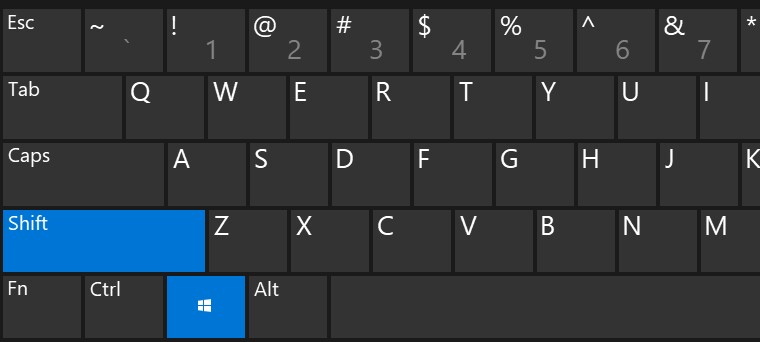 Esc ~ ` ! 1 @ 2 # 3 $ 4 % 5 ^ 6 & 7 *
Tab Q W E R T Y U I
Caps A S D F G H J K
Shift Z X C V B N M
Fn Ctrl Alt